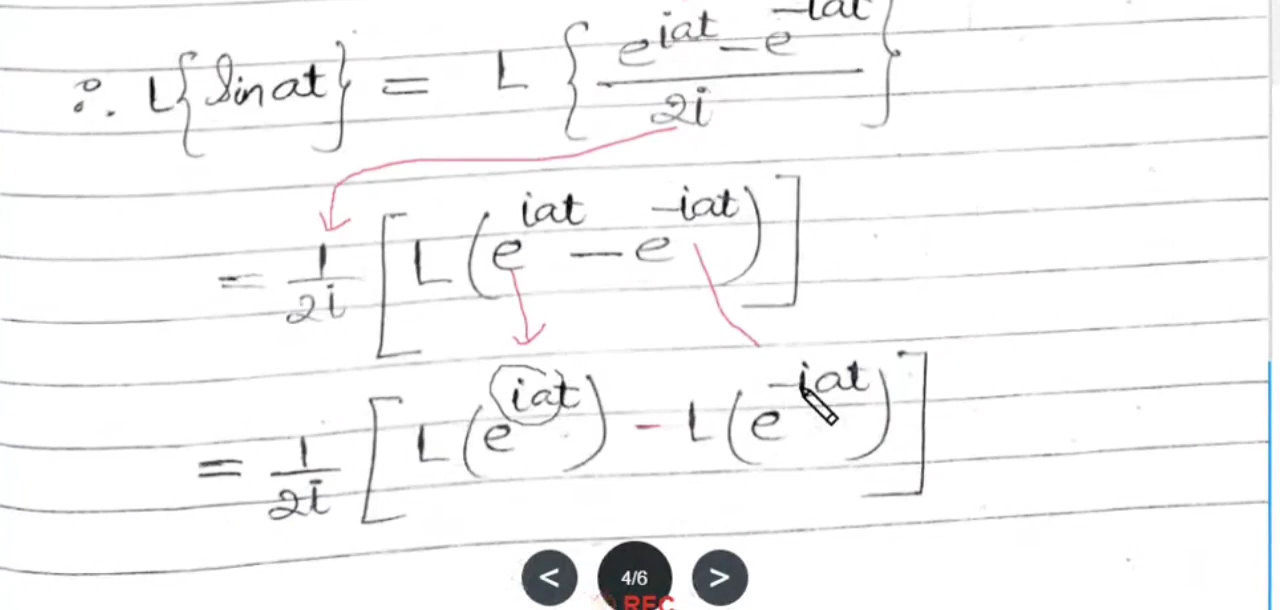 ∴ L{Sin at} = L { e^{iat} - e^{-iat} / 2i }
= 1/2i [ L ( e^{iat} - e^{-iat} ) ]
= 1/2i [ L ( e^{iat} ) - L ( e^{-iat} ) ]
< 4/6 >
REC